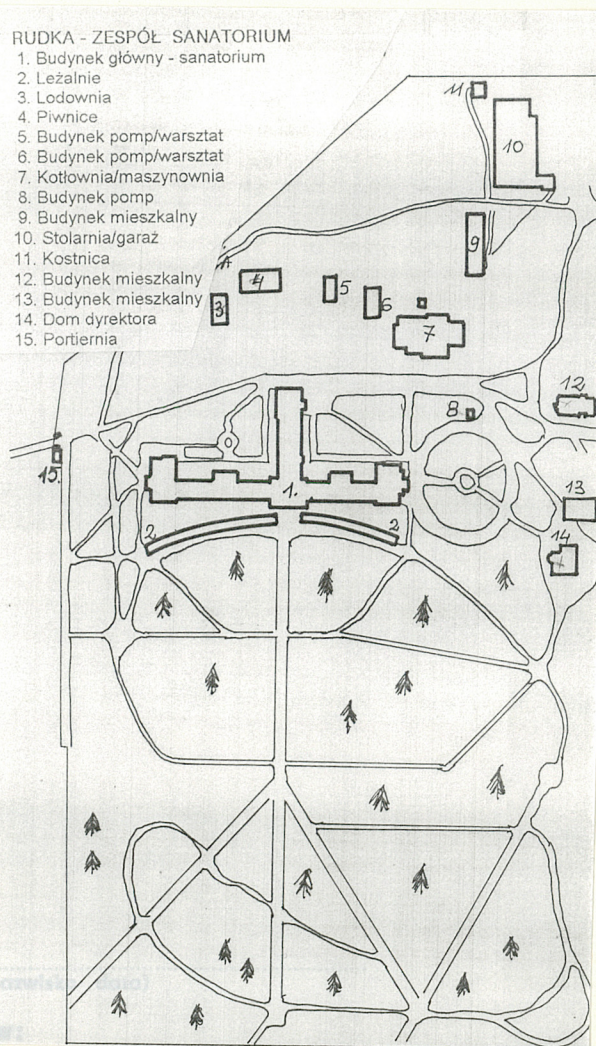 RUDKA - ZESPÓŁ SANATORIUM
1. Budynek główny - sanatorium
2. Leżalnie
3. Lodownia
4. Piwnice
5. Budynek pomp/warsztat
6. Budynek pomp/warsztat
7. Kotłownia/maszynownia
8. Budynek pomp
9. Budynek mieszkalny
10. Stolarnia/garaż
11. Kostnica
12. Budynek mieszkalny
13. Budynek mieszkalny
14. Dom dyrektora
15. Portiernia
11
10
9
A
4
5
3
6
7
12
8
15.
1.
13
2
2
14